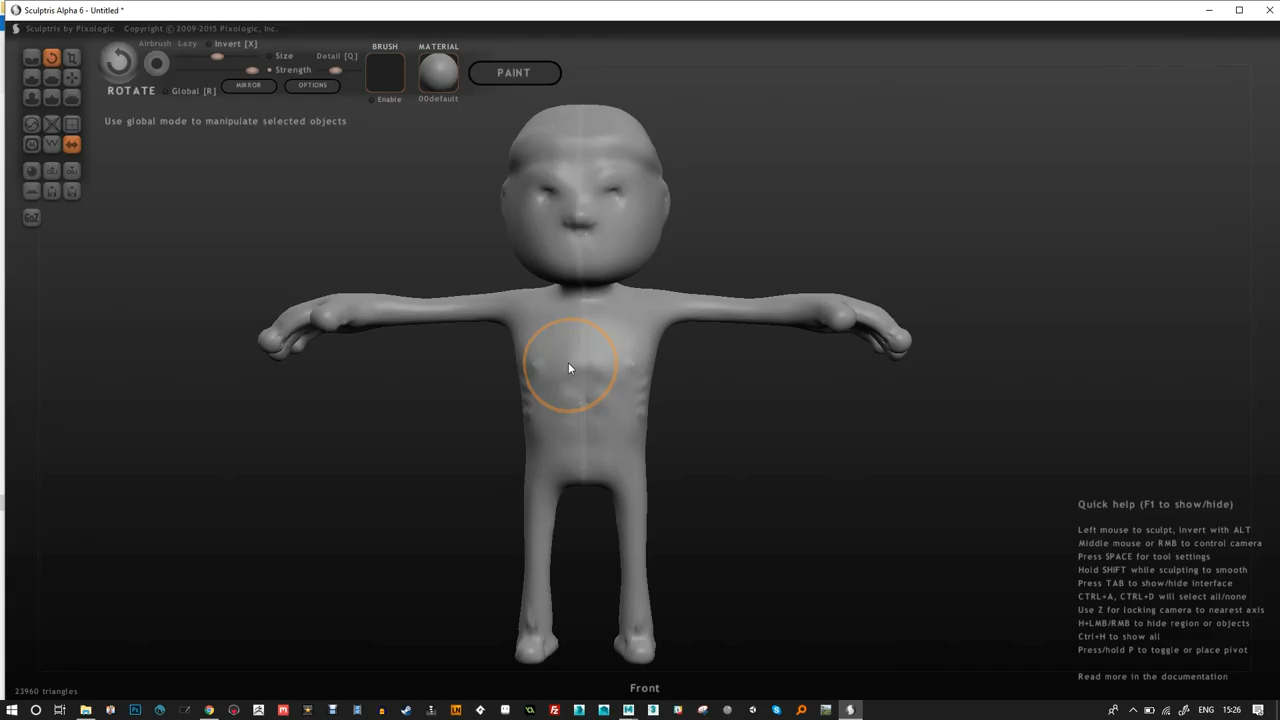 Sculptris Alpha 6 - Untitled *
Sculptris by Pixologic Copyright © 2009-2015 Pixologic, Inc.
Airbrush Lazy Invert [X]
Size Detail [Q]
Strength
ROTATE Global [R] MIRROR OPTIONS
BRUSH
Enable
MATERIAL
00default
PAINT
Use global mode to manipulate selected objects
GoZ
Quick help (F1 to show/hide)
Left mouse to sculpt, invert with ALT
Middle mouse or RMB to control camera
Press SPACE for tool settings
Hold SHIFT while sculpting to smooth
Press TAB to show/hide interface
CTRL+A, CTRL+D will select all/none
Use Z for locking camera to nearest axis
H+LMB/RMB to hide region or objects
Ctrl+H to show all
Press/hold P to toggle or place pivot
Read more in the documentation
Front
23960 triangles
ENG 15:26